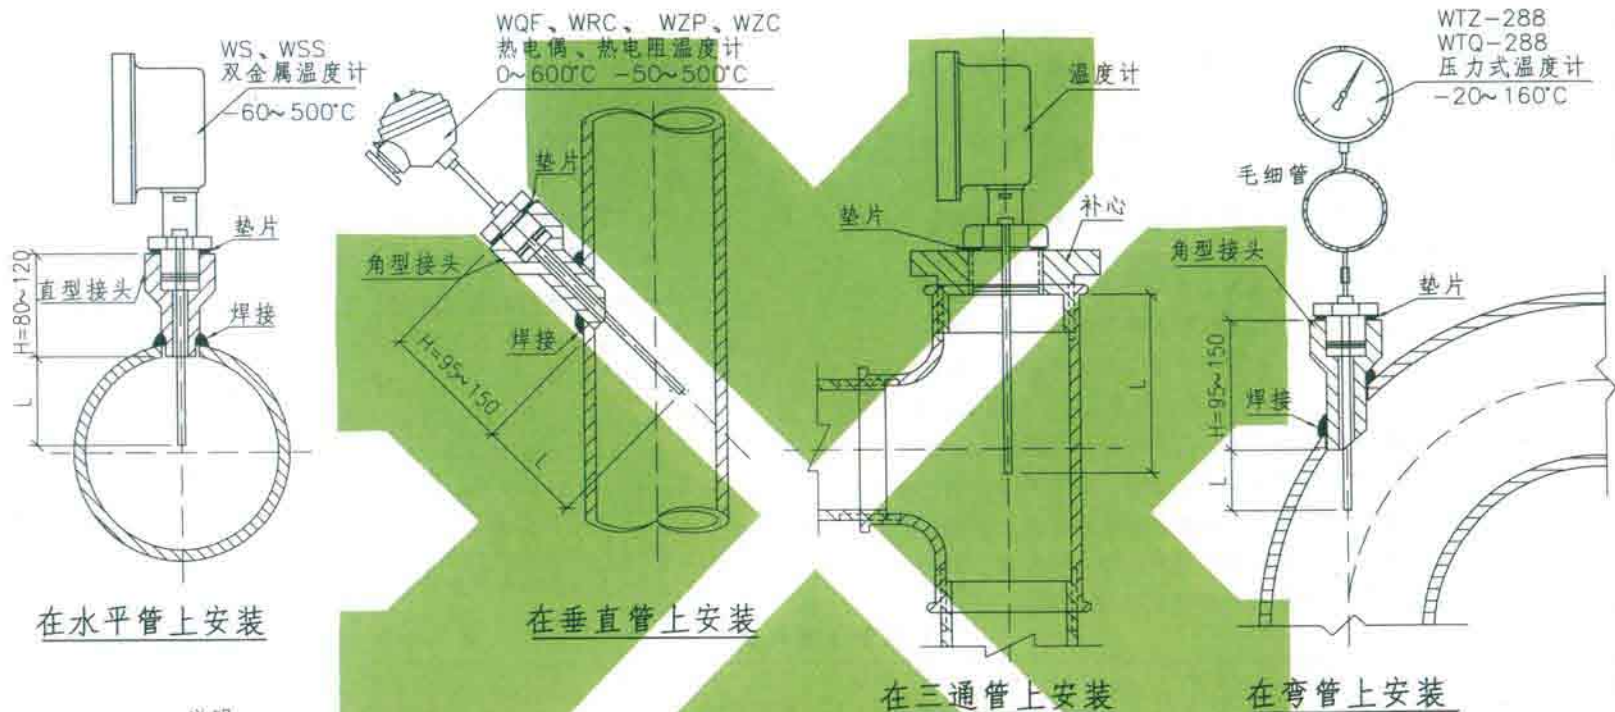 WS、WSS
双金属温度计
-60~500℃
垫片
直型接头
H=80~120
焊接
L
在水平管上安装
WQF、WRC、 WZP、WZC
热电偶、热电阻温度计
0~600℃ -50~500℃
垫片
角型接头
焊接
H=95~150
L
在垂直管上安装
温度计
垫片
补心
L
在三通管上安装
WTZ-288
WTQ-288
压力式温度计
-20~160℃
毛细管
角型接头
垫片
H=95~150
焊接
L
在弯管上安装